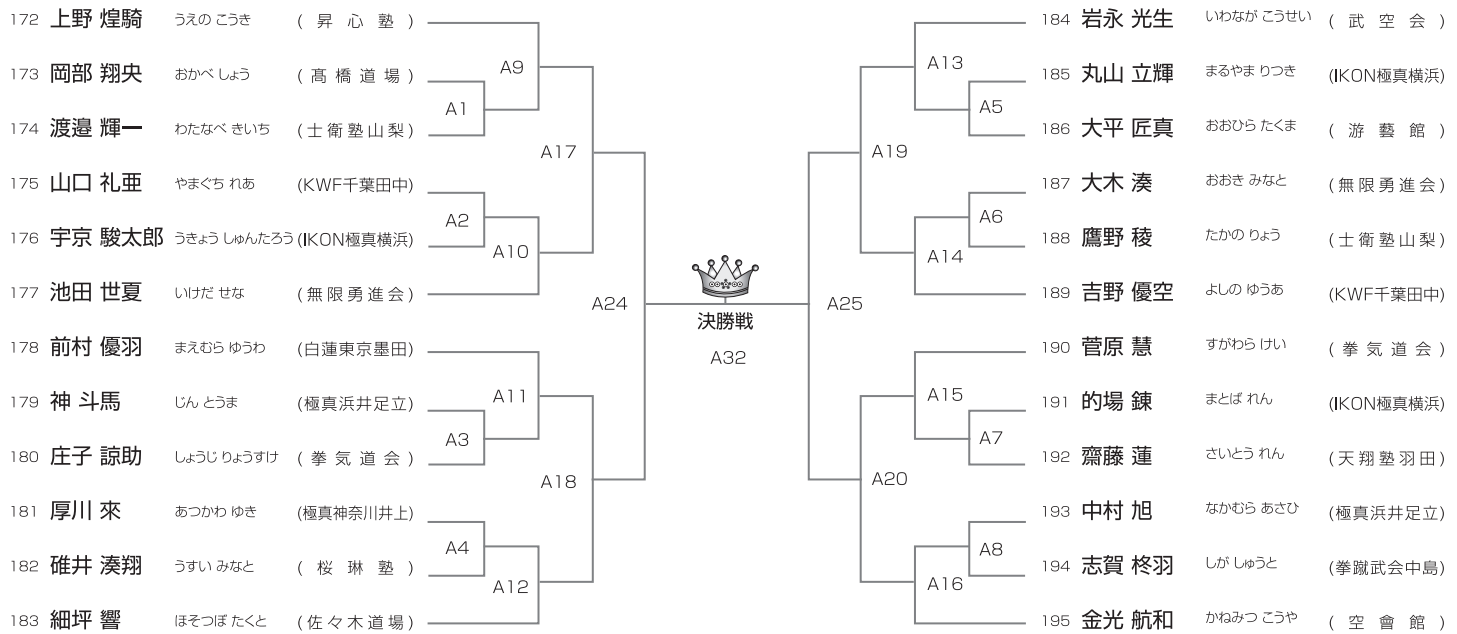 172 上野 煌騎 うえの こうき (昇心塾)
173 岡部 翔央 おかべ しょう (髙橋道場)
174 渡邉 輝一 わたなべ きいち (士衛塾山梨)
175 山口 礼亜 やまぐち れあ (KWF千葉田中)
176 宇京 駿太郎 うきょう しゅんたろう (IKON極真横浜)
177 池田 世夏 いけだ せな (無限勇進会)
178 前村 優羽 まえむら ゆうわ (白蓮東京墨田)
179 神 斗馬 じん とうま (極真浜井足立)
180 庄子 諒助 しょうじ りょうすけ (拳気道会)
181 厚川 來 あつかわ ゆき (極真神奈川井上)
182 碓井 湊翔 うすい みなと (桜琳塾)
183 細坪 響 ほそつぼ たくと (佐々木道場)
A1
A2
A3
A4
A9
A10
A11
A12
A17
A18
A24
決勝戦
A32
A25
A19
A20
A13
A14
A15
A16
A5
A6
A7
A8
184 岩永 光生 いわなが こうせい (武空会)
185 丸山 立輝 まるやま りつき (IKON極真横浜)
186 大平 匠真 おおひら たくま (游藝館)
187 大木 湊 おおき みなと (無限勇進会)
188 鷹野 稜 たかの りょう (士衛塾山梨)
189 吉野 優空 よしの ゆうあ (KWF千葉田中)
190 菅原 慧 すがわら けい (拳気道会)
191 的場 錬 まとば れん (IKON極真横浜)
192 齋藤 蓮 さいとう れん (天翔塾羽田)
193 中村 旭 なかむら あさひ (極真浜井足立)
194 志賀 柊羽 しが しゅうと (拳蹴武会中島)
195 金光 航和 かねみつ こうや (空會館)